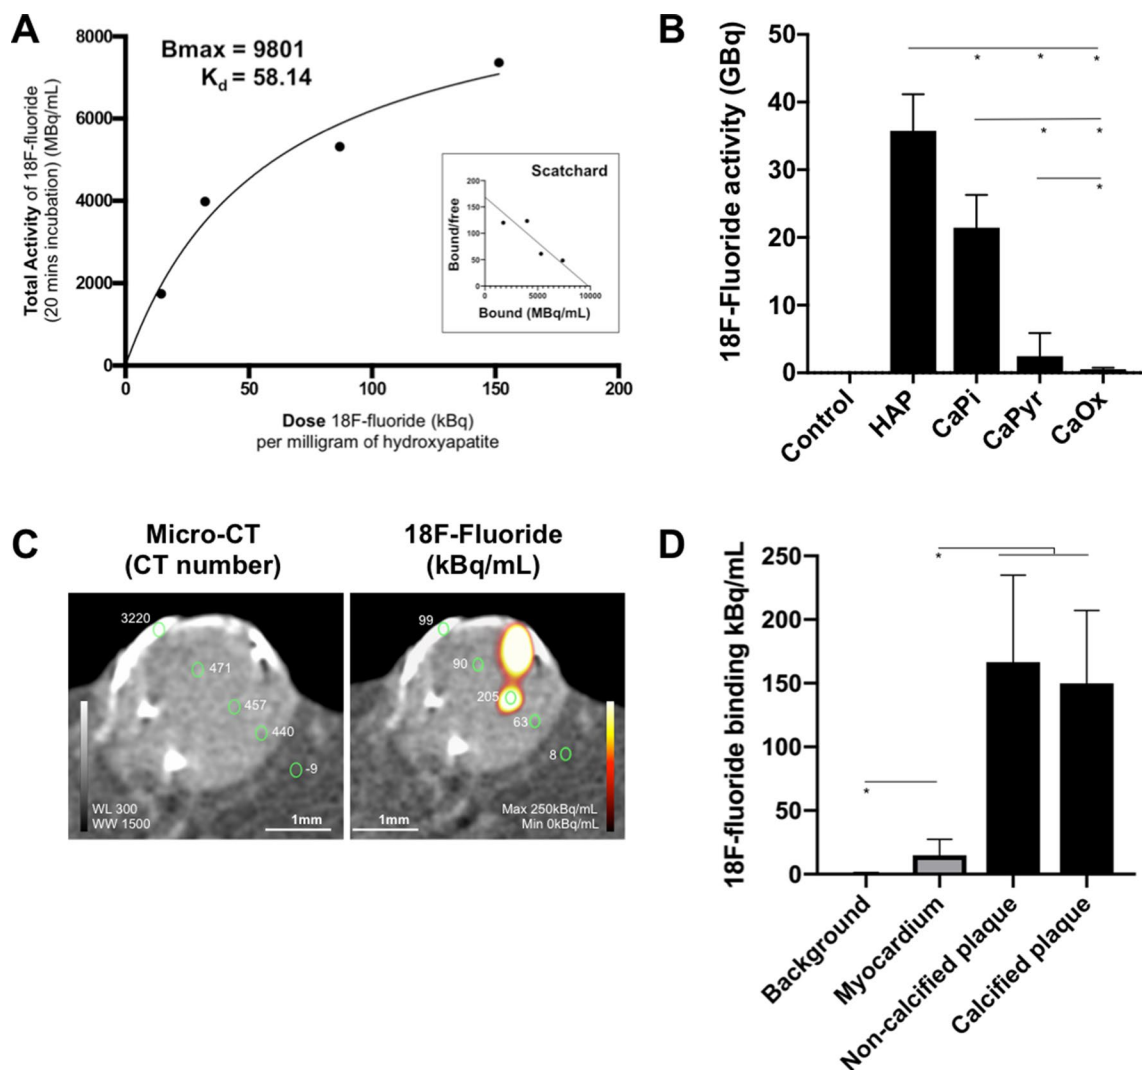 A
Bmax = 9801
Kd = 58.14
Total Activity of 18F-fluoride
(20 mins incubation) (MBq/mL)
8000
6000
4000
2000
0
0 50 100 150 200
Dose 18F-fluoride (kBq)
per milligram of hydroxyapatite
Scatchard
Bound/free
200
150
100
50
0
0 5000 10000
Bound (MBq/mL)
B
18F-Fluoride activity (GBq)
50
40
30
20
10
0
* * *
* *
*
Control
HAP
CaPi
CaPyr
CaOx
C
Micro-CT
(CT number)
3220
471
457
440
-9
WL 300
WW 1500
1mm
18F-Fluoride
(kBq/mL)
99
90
205
63
8
Max 250kBq/mL
Min 0kBq/mL
1mm
D
18F-fluoride binding kBq/mL
250
200
150
100
50
0
*
*
Background
Myocardium
Non-calcified plaque
Calcified plaque